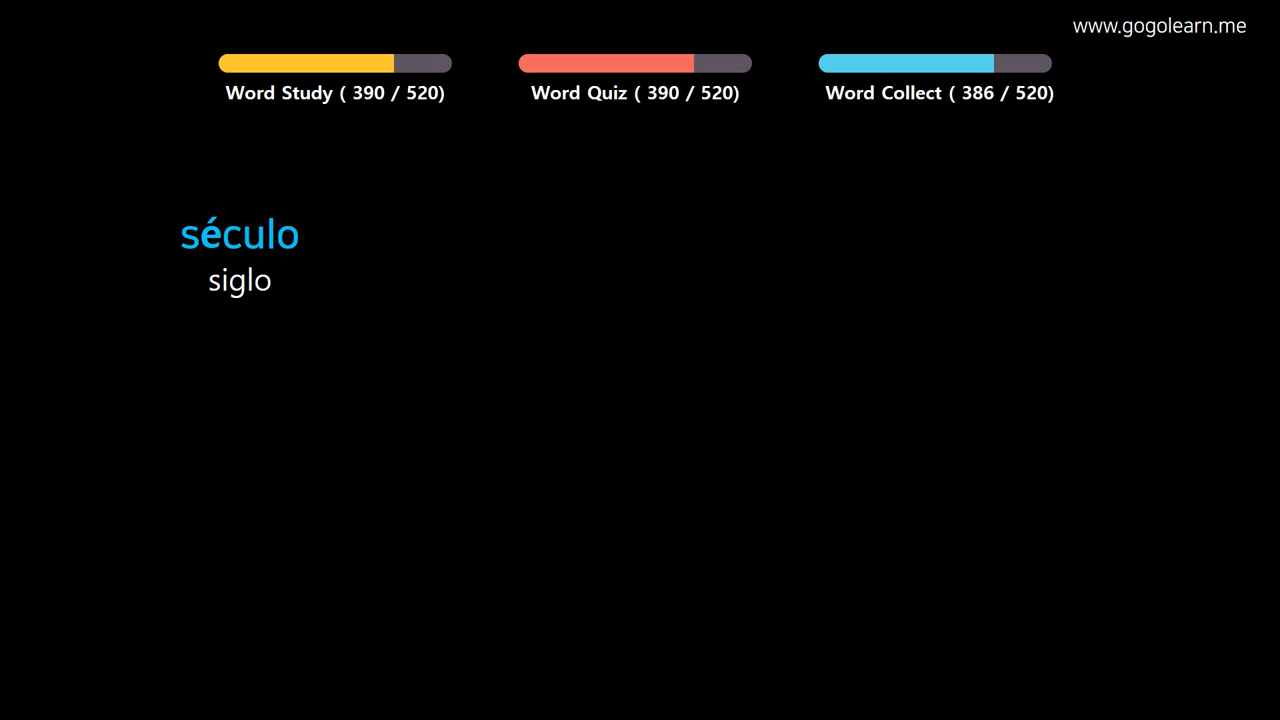 www.gogolearn.me
Word Study ( 390 / 520)
Word Quiz ( 390 / 520)
Word Collect ( 386 / 520)
século
siglo